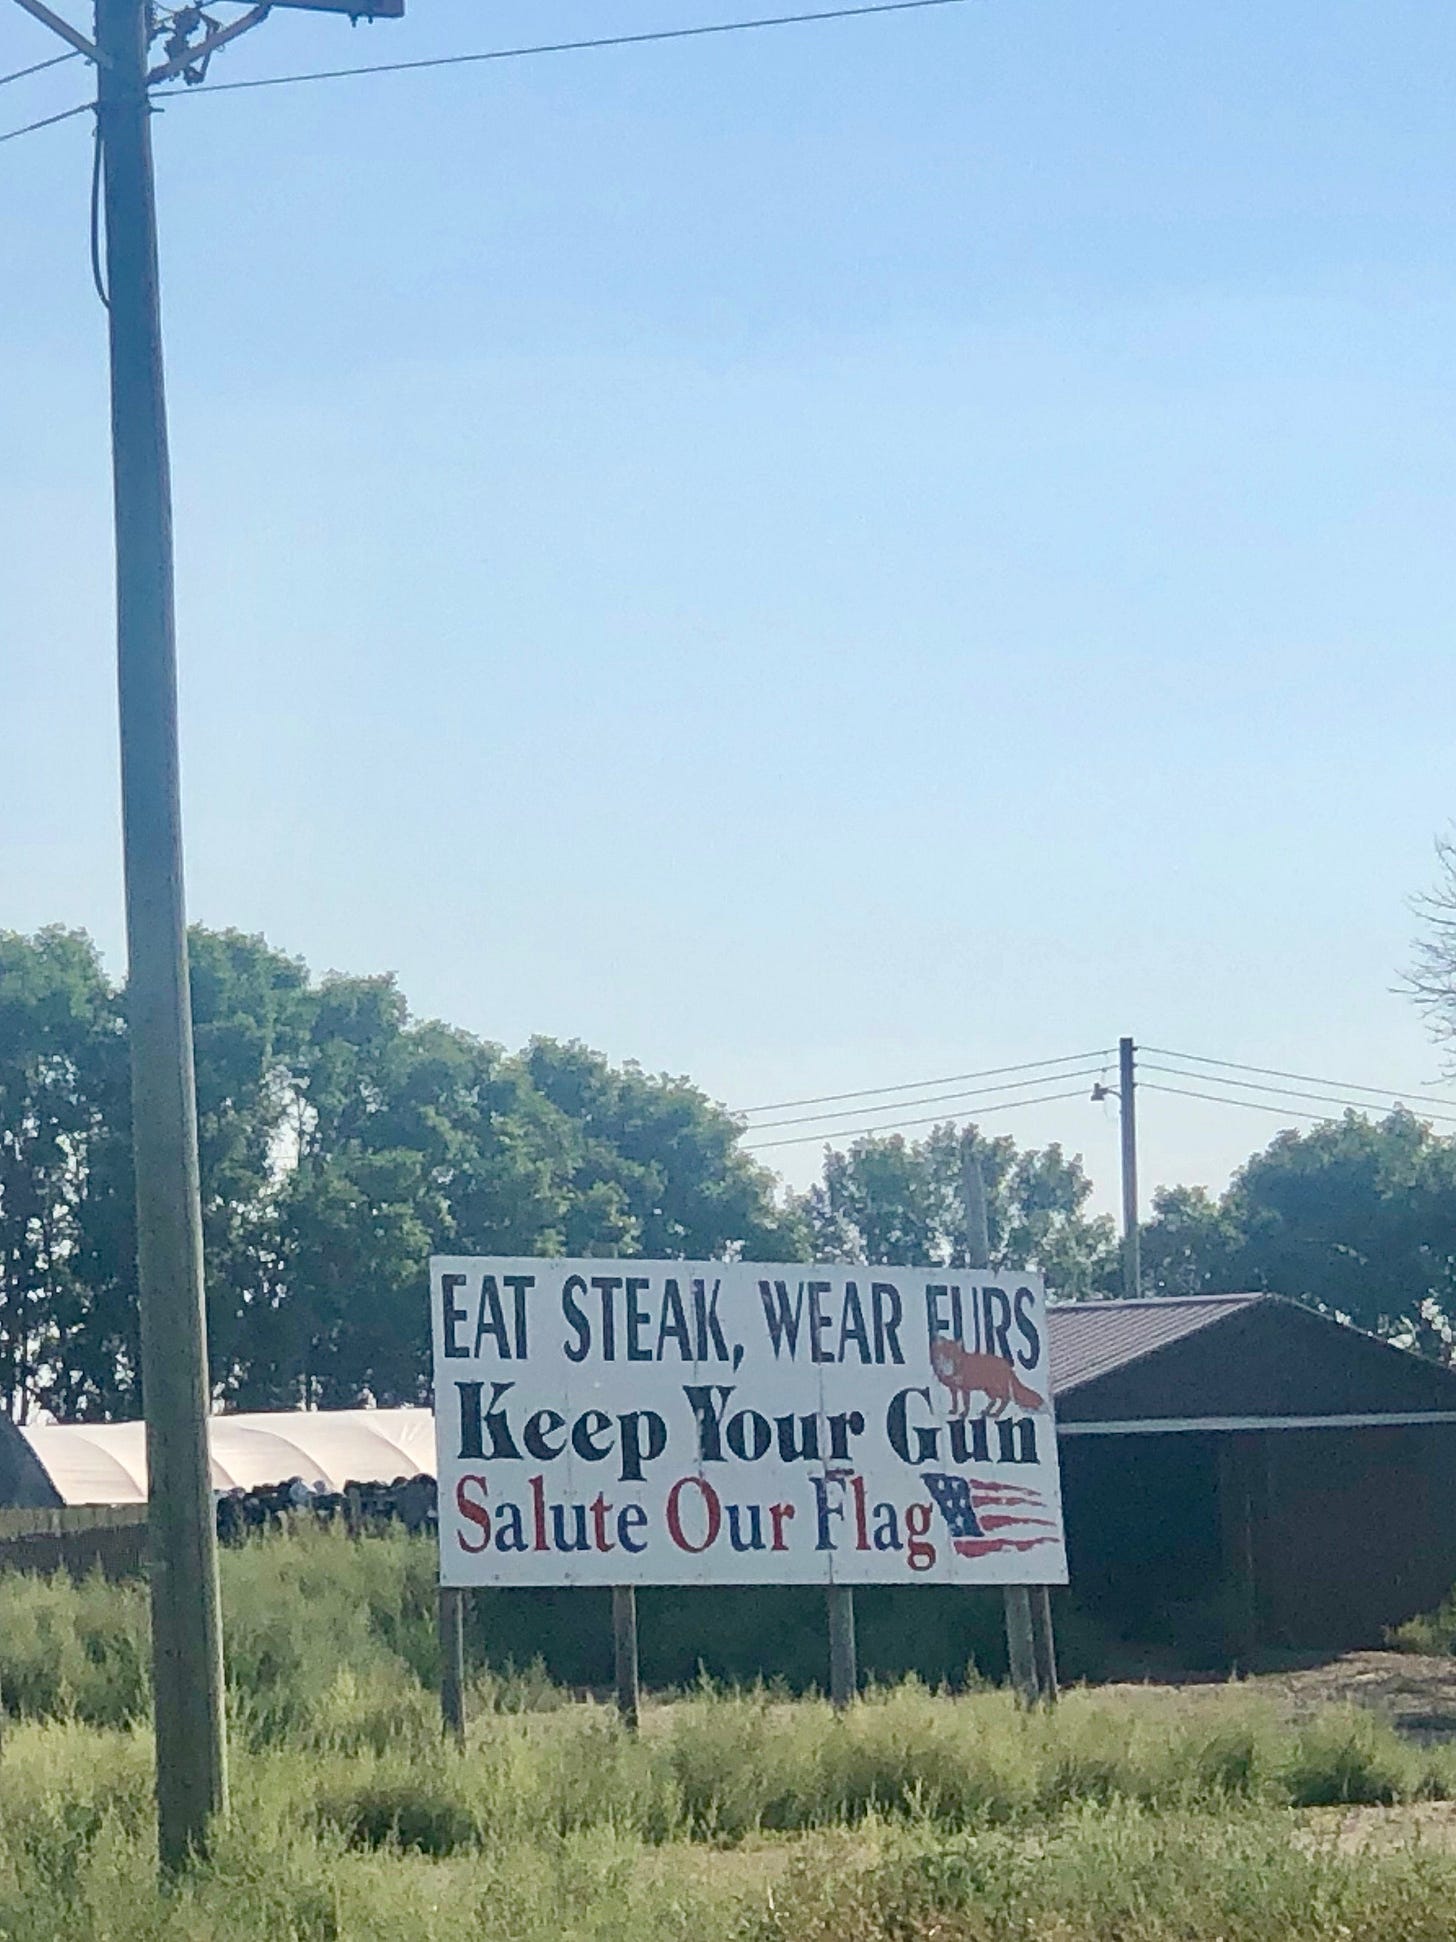 EAT STEAK, WEAR FURS
Keep Your Gun
Salute Our Flag